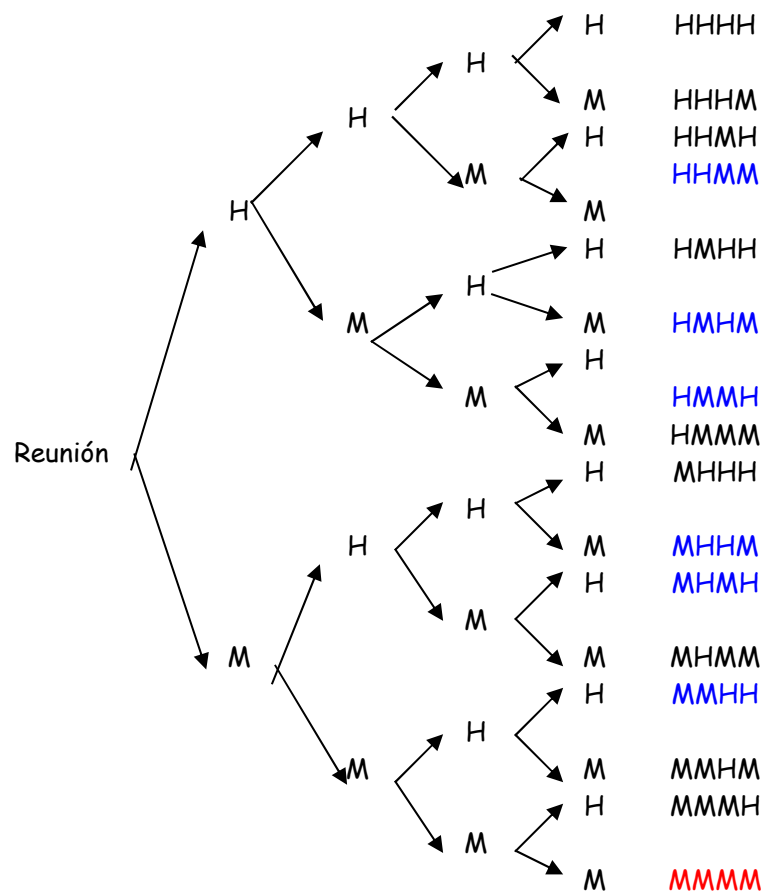 H HHHH
H
M HHHM
H
H HHMH
M HHMM
H M
H HMHH
H
M M HMHM
H
M HMMH
M HMMM
Reunión
H MHHH
H
H M MHHM
H MHMH
M
M M MHMM
H MMHH
H
M M MMHM
H MMMH
M
M MMMM